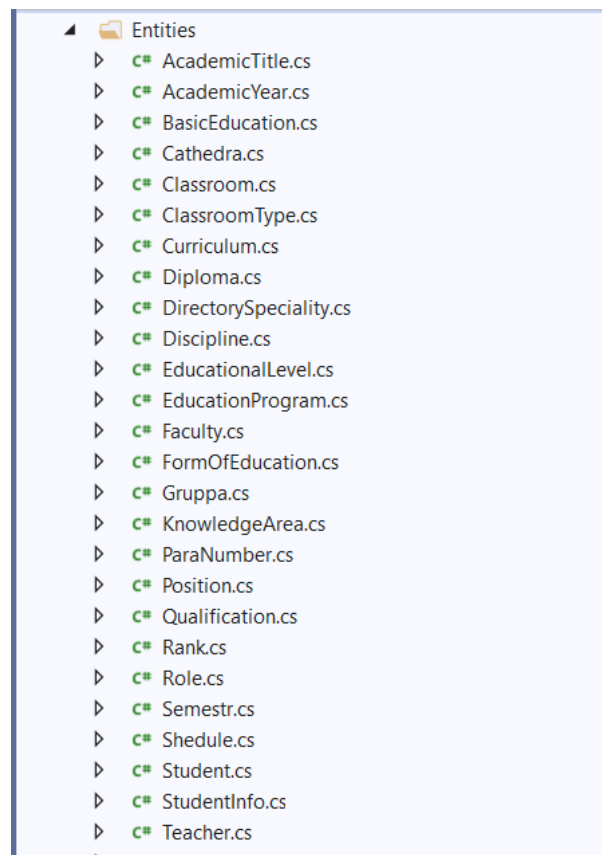 Entities
C# AcademicTitle.cs
C# AcademicYear.cs
C# BasicEducation.cs
C# Cathedra.cs
C# Classroom.cs
C# ClassroomType.cs
C# Curriculum.cs
C# Diploma.cs
C# DirectorySpeciality.cs
C# Discipline.cs
C# EducationalLevel.cs
C# EducationProgram.cs
C# Faculty.cs
C# FormOfEducation.cs
C# Gruppa.cs
C# KnowledgeArea.cs
C# ParaNumber.cs
C# Position.cs
C# Qualification.cs
C# Rank.cs
C# Role.cs
C# Semestr.cs
C# Shedule.cs
C# Student.cs
C# StudentInfo.cs
C# Teacher.cs